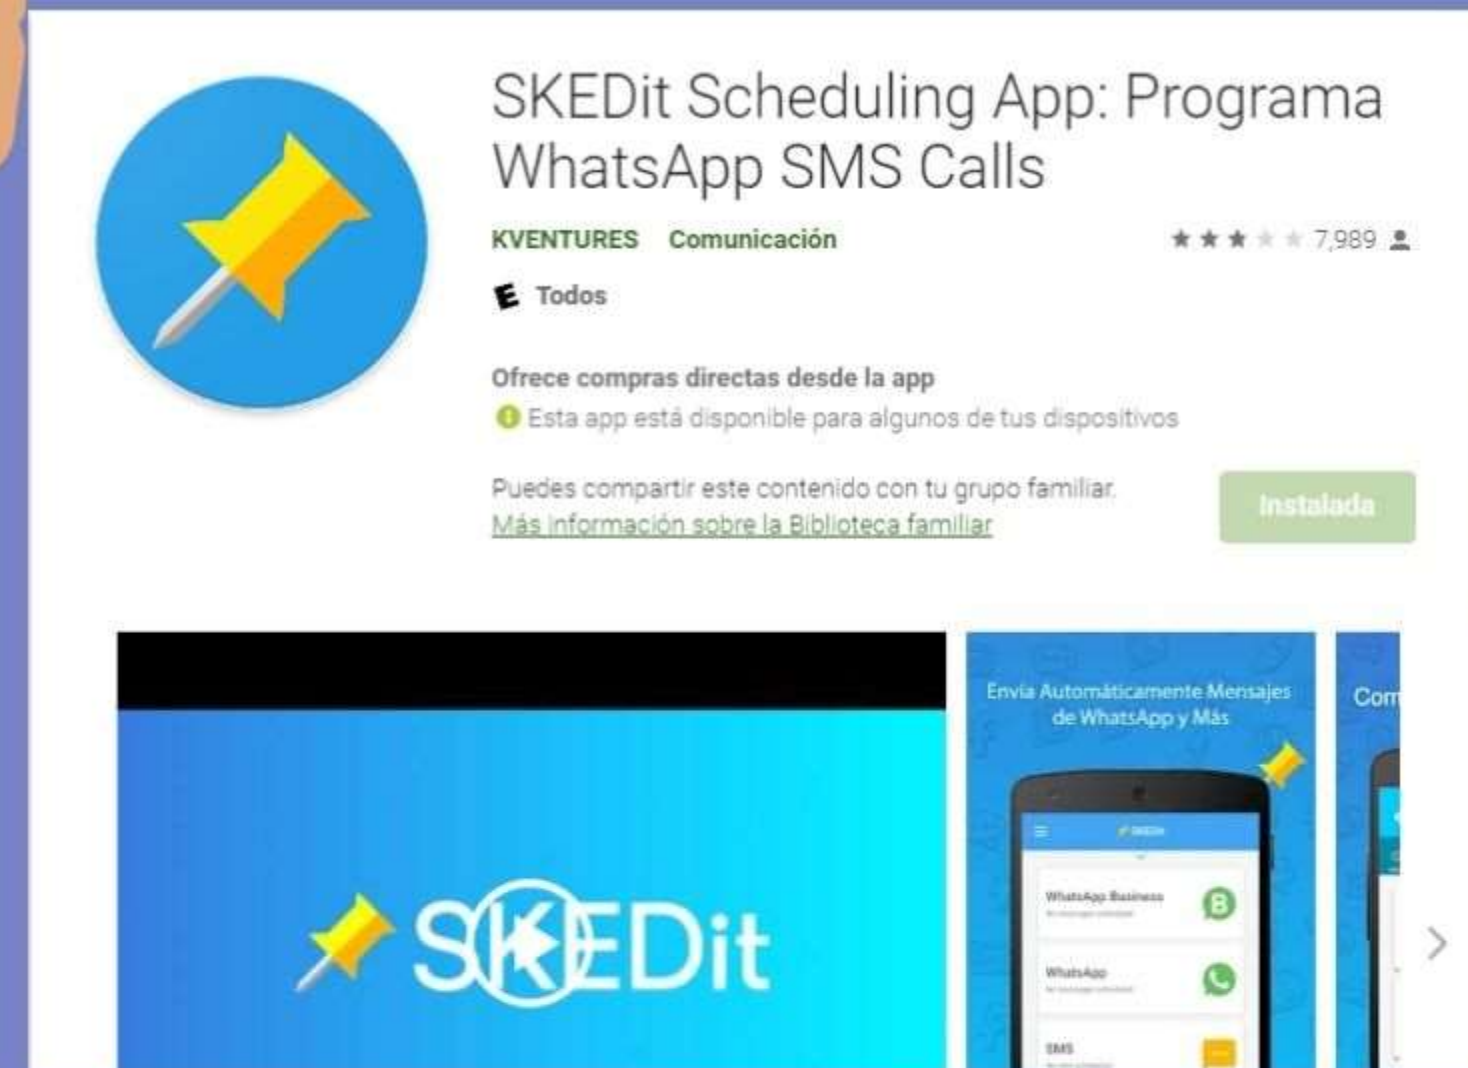 SKEDit Scheduling App: Programa
WhatsApp SMS Calls
KVENTURES Comunicación
7,989
E Todos
Ofrece compras directas desde la app
Esta app está disponible para algunos de tus dispositivos
Puedes compartir este contenido con tu grupo familiar.
Más información sobre la Biblioteca familiar
Instalada
SKEDit
Envía Automáticamente Mensajes
de WhatsApp y Más
SKEDit
WhatsApp Business
WhatsApp
SMS
Com